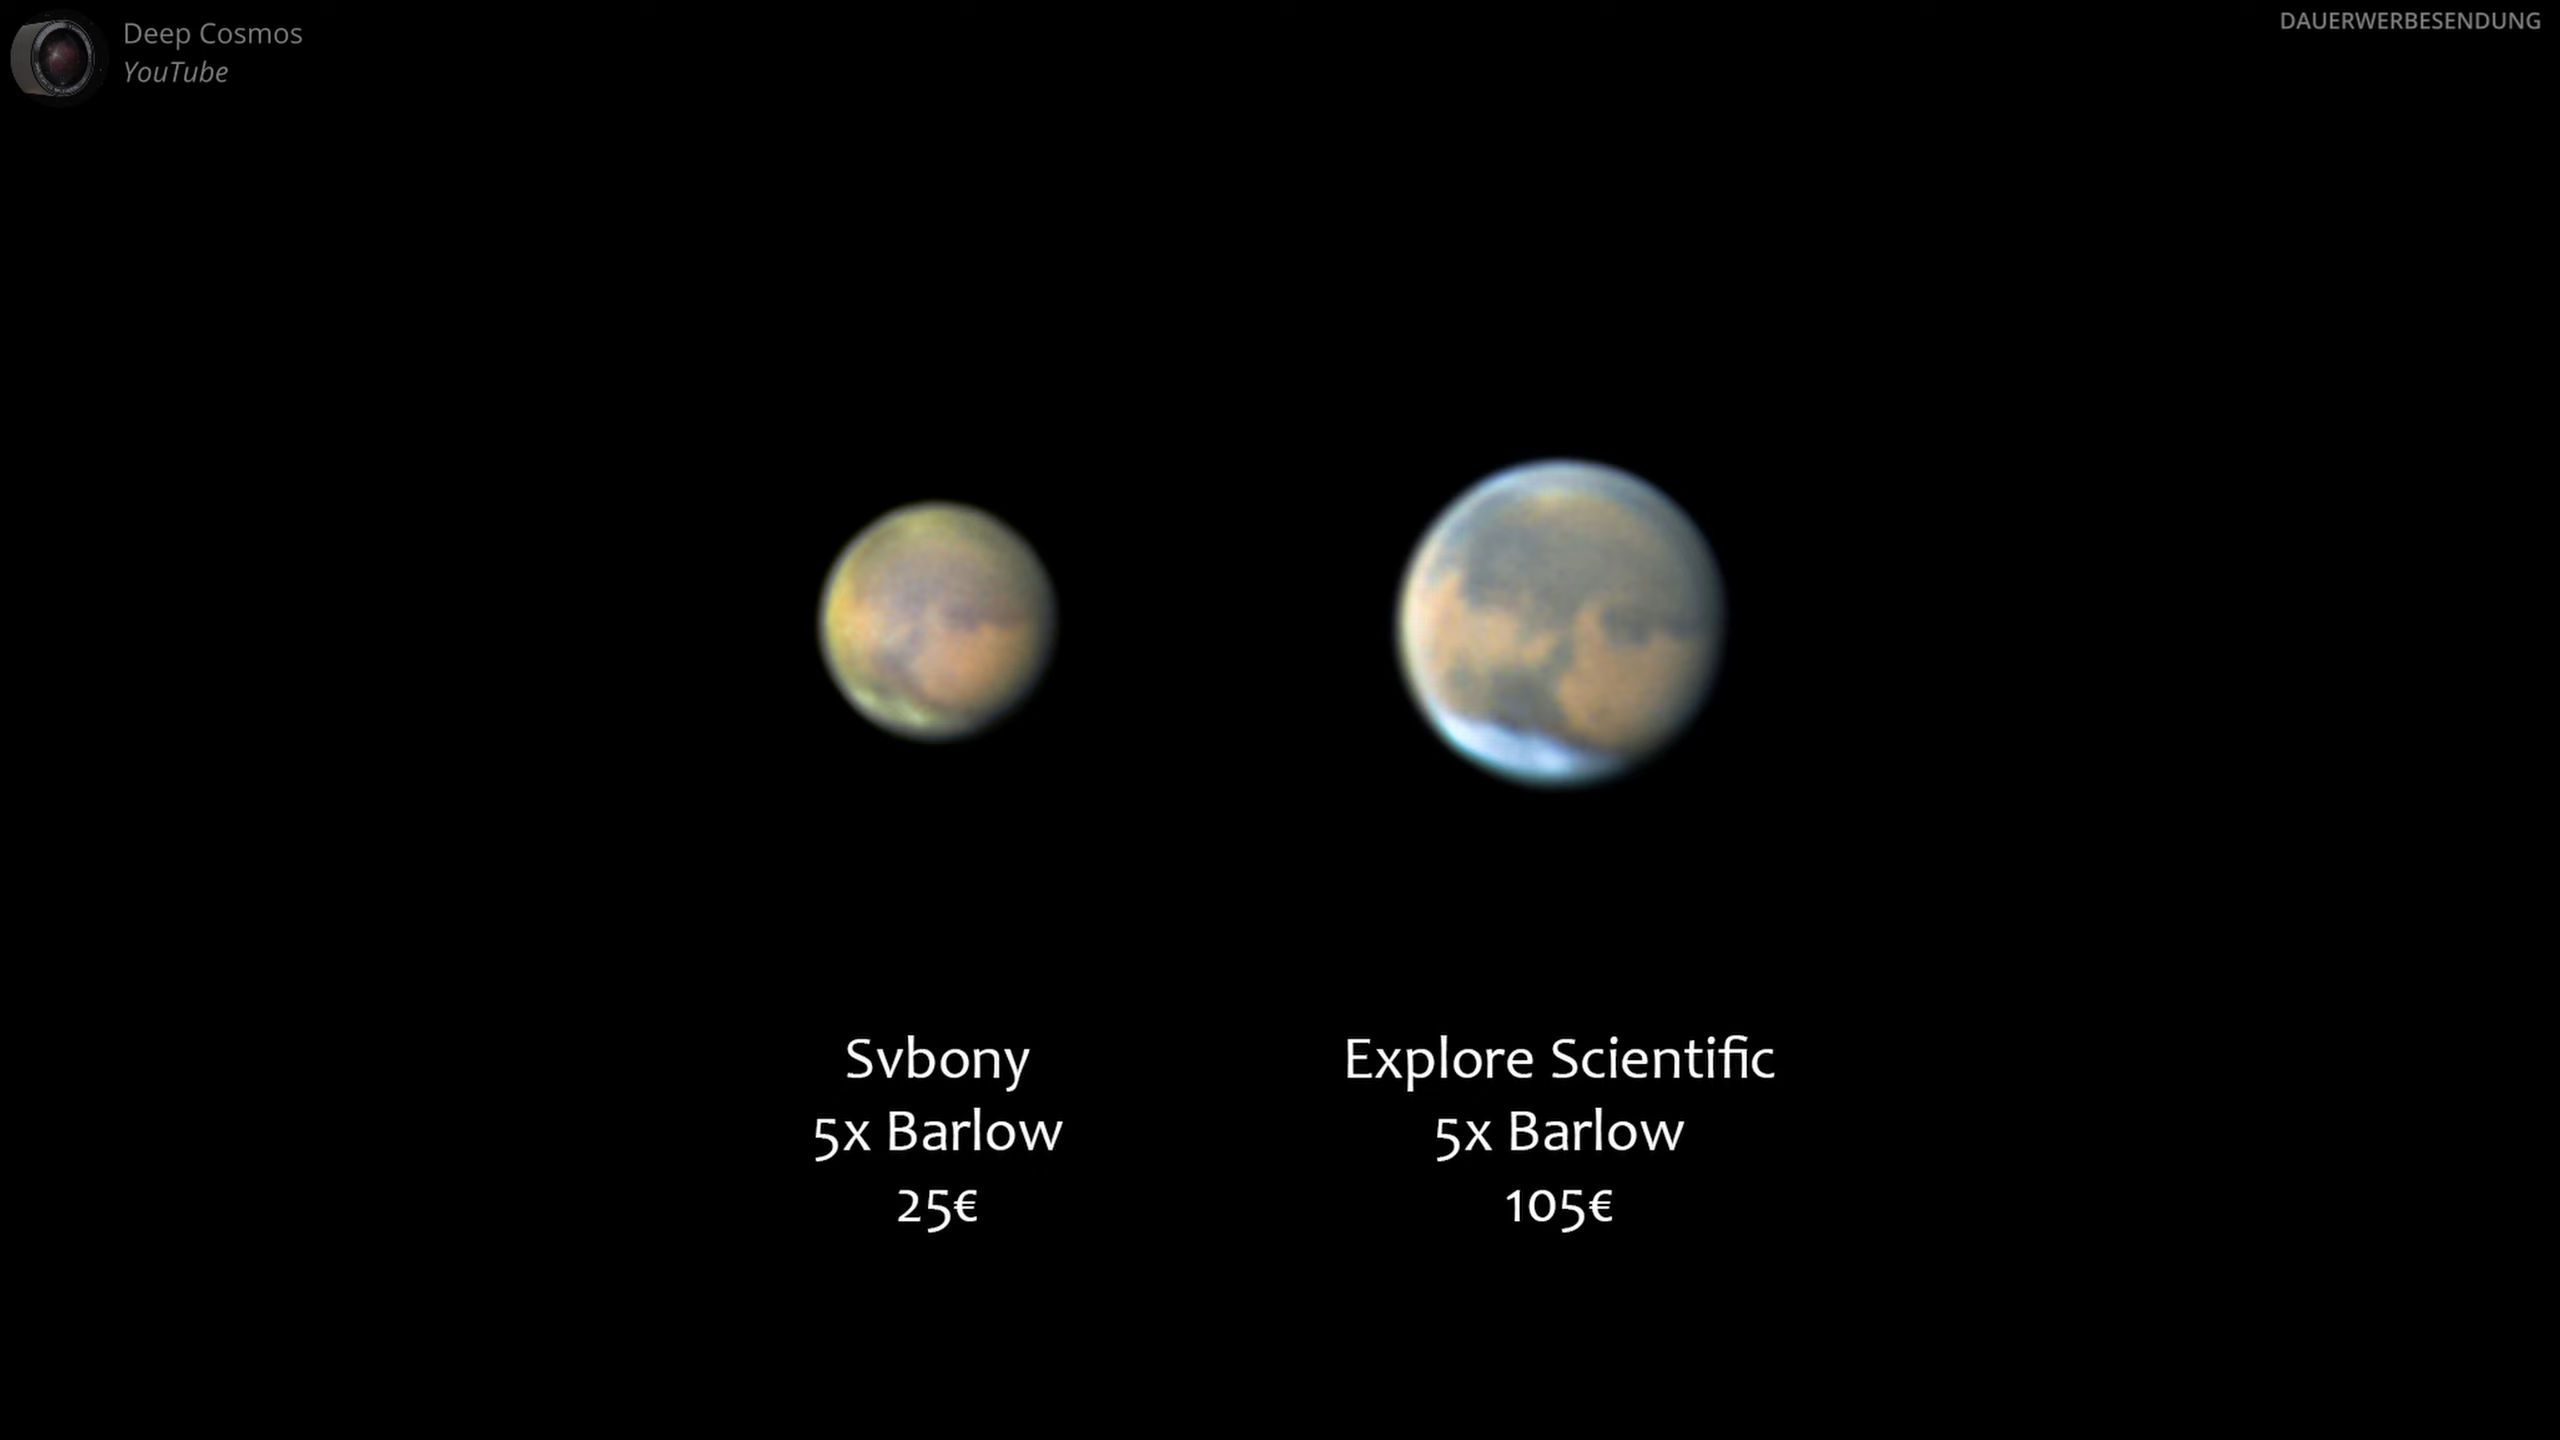 Deep Cosmos
YouTube
DAUERWERBESENDUNG
Svbony
5x Barlow
25€
Explore Scientific
5x Barlow
105€